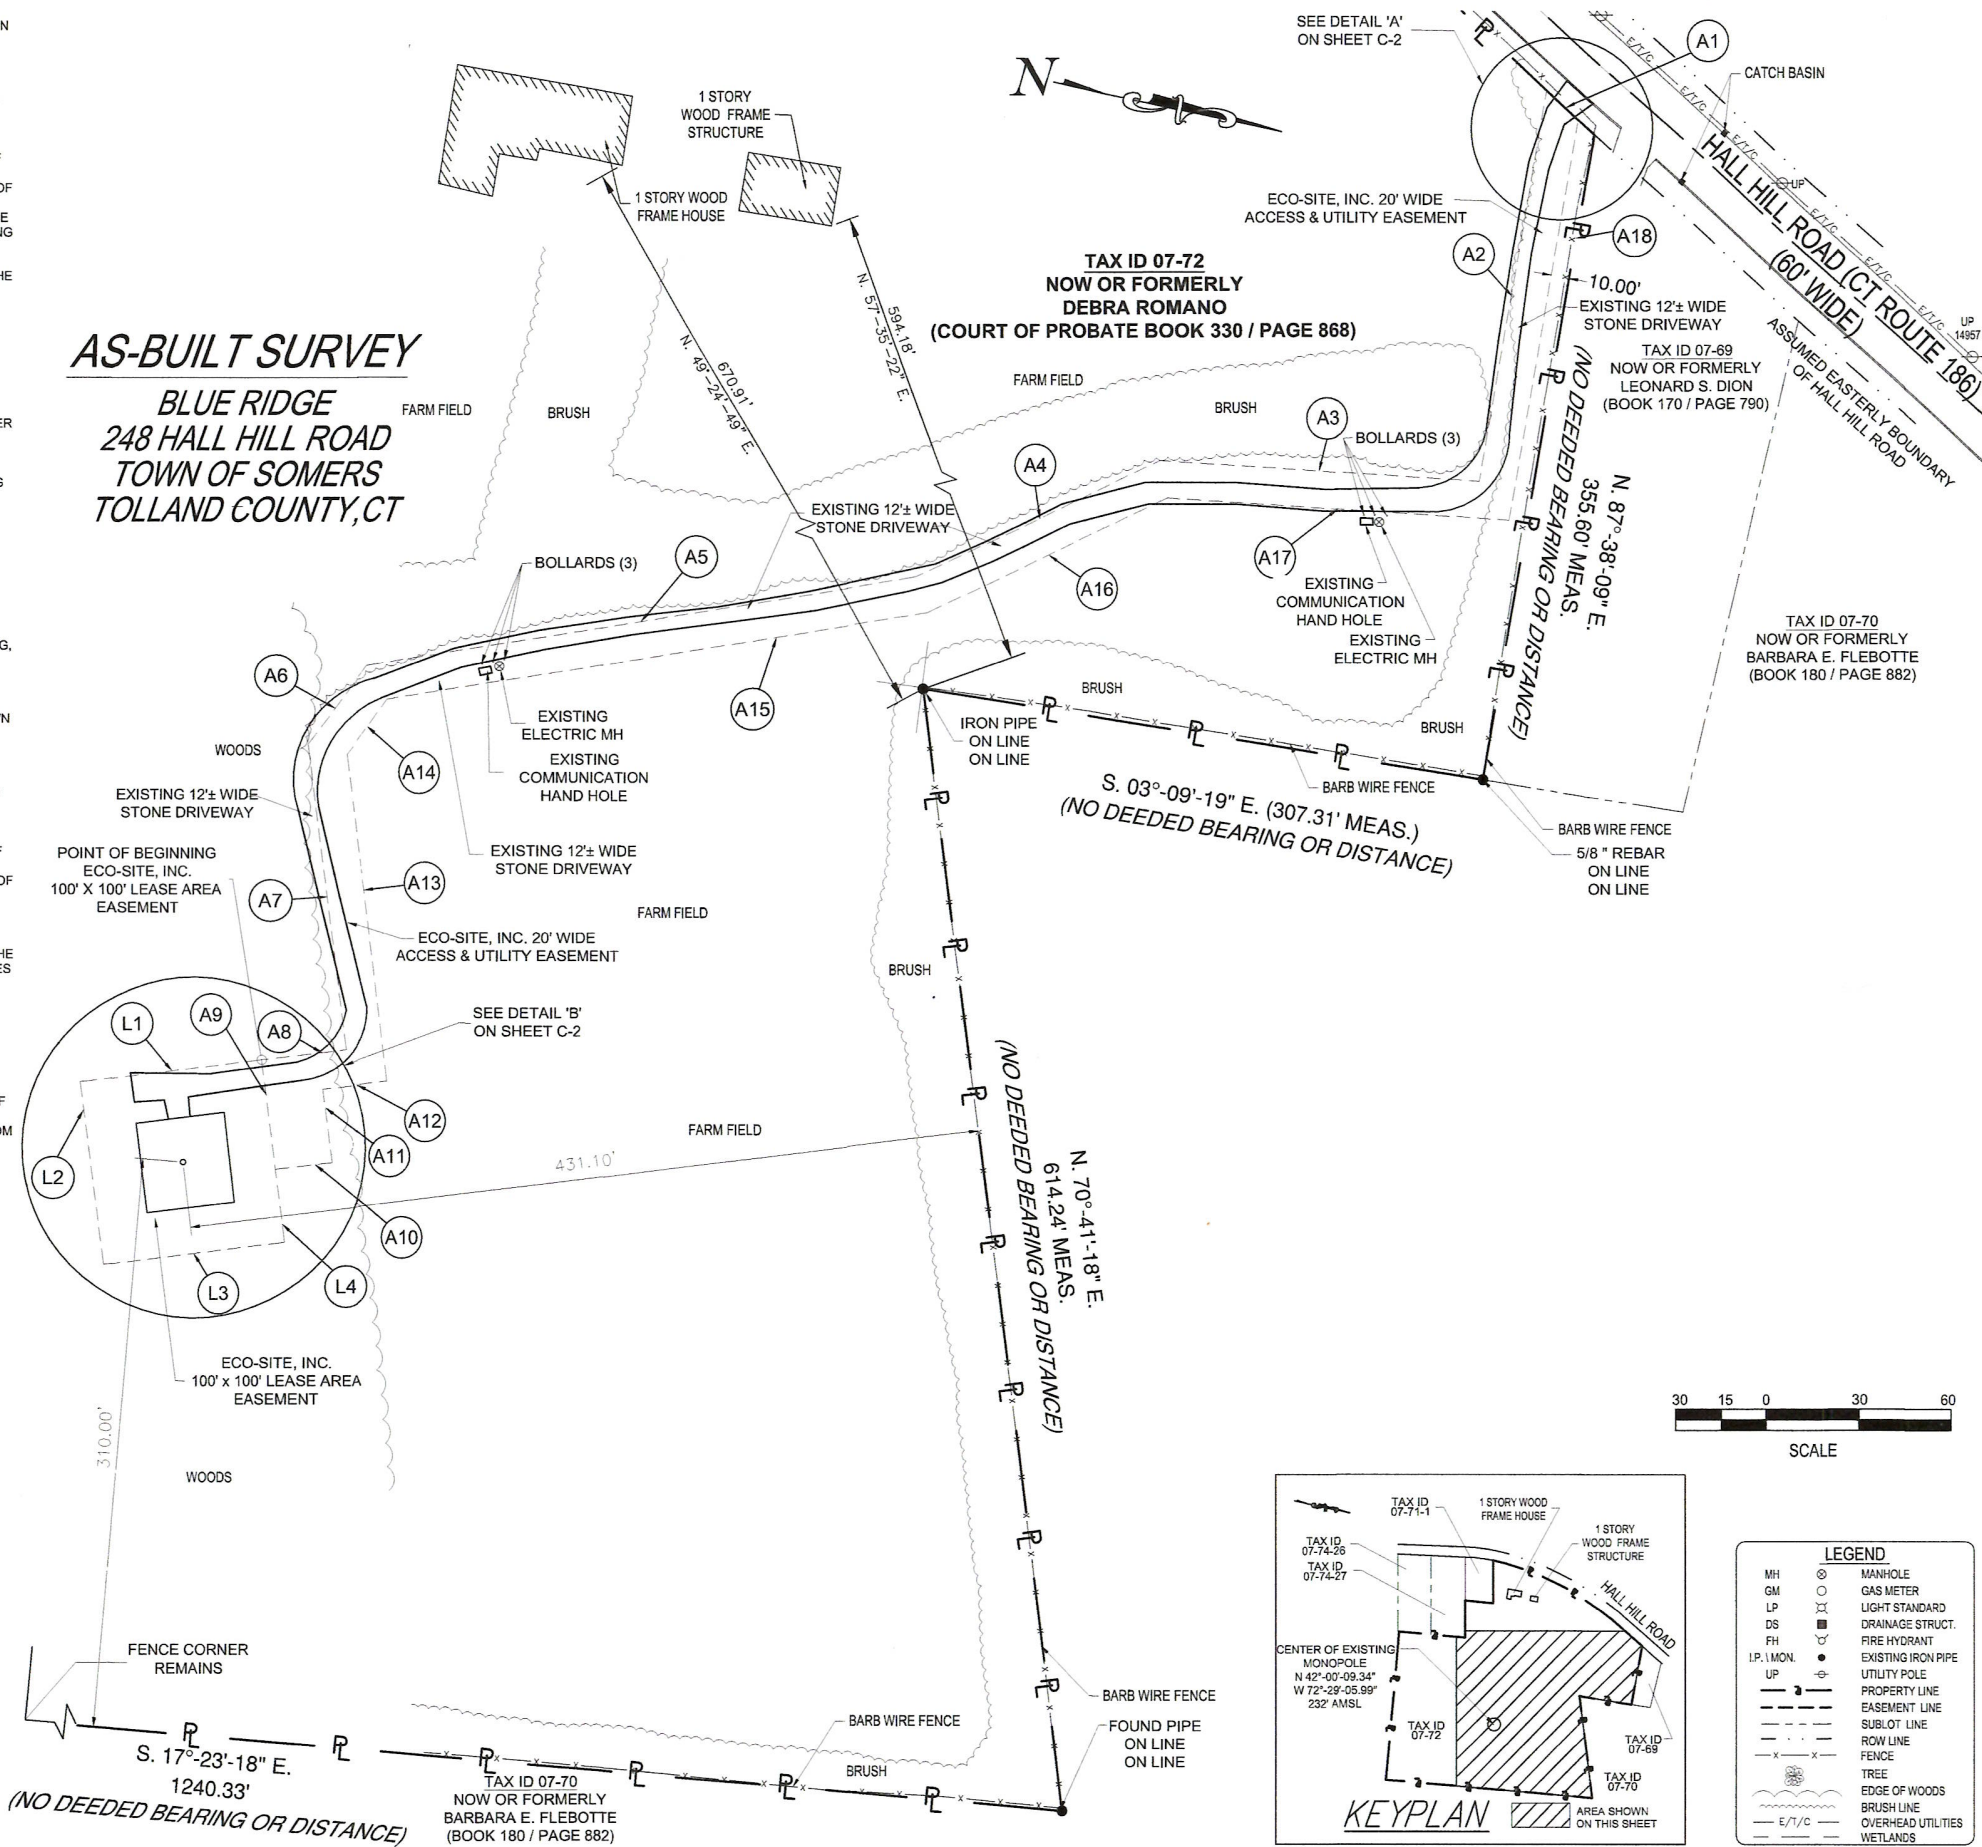 AS-BUILT SURVEY
BLUE RIDGE
248 HALL HILL ROAD
TOWN OF SOMERS
TOLLAND COUNTY,CT
1 STORY
WOOD FRAME
STRUCTURE
1 STORY WOOD
FRAME HOUSE
N
SEE DETAIL 'A'
ON SHEET C-2
A1
CATCH BASIN
E/T/C
E/T/C
E/T/C
E/T/C
E/T/C
E/T/C
E/T/C
UP
HALL HILL ROAD (CT ROUTE 186)
(60' WIDE)
UP
14957
ASSUMED EASTERLY BOUNDARY
OF HALL HILL ROAD
ECO-SITE, INC. 20' WIDE
ACCESS & UTILITY EASEMENT
A18
A2
10.00'
EXISTING 12'± WIDE
STONE DRIVEWAY
TAX ID 07-72
NOW OR FORMERLY
DEBRA ROMANO
(COURT OF PROBATE BOOK 330 / PAGE 868)
TAX ID 07-69
NOW OR FORMERLY
LEONARD S. DION
(BOOK 170 / PAGE 790)
670.91'
N. 49°-24'-49" E.
594.18'
N. 57°-35'-22" E.
FARM FIELD
BRUSH
FARM FIELD
BRUSH
A3
BOLLARDS (3)
A4
EXISTING 12'± WIDE
STONE DRIVEWAY
N. 87°-38'-09" E.
355.60' MEAS.
(NO DEEDED BEARING OR DISTANCE)
A17
EXISTING
COMMUNICATION
HAND HOLE
EXISTING
ELECTRIC MH
A16
BOLLARDS (3)
A5
TAX ID 07-70
NOW OR FORMERLY
BARBARA E. FLEBOTTE
(BOOK 180 / PAGE 882)
A6
A15
EXISTING
ELECTRIC MH
EXISTING
COMMUNICATION
HAND HOLE
WOODS
A14
IRON PIPE
ON LINE
ON LINE
BRUSH
BRUSH
BARB WIRE FENCE
S. 03°-09'-19" E. (307.31' MEAS.)
(NO DEEDED BEARING OR DISTANCE)
BARB WIRE FENCE
5/8 " REBAR
ON LINE
ON LINE
EXISTING 12'± WIDE
STONE DRIVEWAY
EXISTING 12'± WIDE
STONE DRIVEWAY
POINT OF BEGINNING
ECO-SITE, INC.
100' X 100' LEASE AREA
EASEMENT
A7
A13
FARM FIELD
ECO-SITE, INC. 20' WIDE
ACCESS & UTILITY EASEMENT
BRUSH
SEE DETAIL 'B'
ON SHEET C-2
L1
A9
A8
A12
A11
A10
L2
L3
L4
FARM FIELD
431.10'
N. 70°-41'-18" E.
614.24' MEAS.
(NO DEEDED BEARING OR DISTANCE)
ECO-SITE, INC.
100' x 100' LEASE AREA
EASEMENT
310.00'
WOODS
FENCE CORNER
REMAINS
S. 17°-23'-18" E.
1240.33'
(NO DEEDED BEARING OR DISTANCE)
TAX ID 07-70
NOW OR FORMERLY
BARBARA E. FLEBOTTE
(BOOK 180 / PAGE 882)
BARB WIRE FENCE
BRUSH
BARB WIRE FENCE
FOUND PIPE
ON LINE
ON LINE
30 15 0 30 60
SCALE
TAX ID
07-71-1
1 STORY WOOD
FRAME HOUSE
1 STORY
WOOD FRAME
STRUCTURE
TAX ID
07-74-26
TAX ID
07-74-27
HALL HILL ROAD
CENTER OF EXISTING
MONOPOLE
N 42°-00'-09.34"
W 72°-29'-05.99"
232' AMSL
TAX ID
07-72
TAX ID
07-69
TAX ID
07-70
KEYPLAN
AREA SHOWN
ON THIS SHEET
LEGEND
MH MANHOLE
GM GAS METER
LP LIGHT STANDARD
DS DRAINAGE STRUCT.
FH FIRE HYDRANT
I.P. \ MON. EXISTING IRON PIPE
UP UTILITY POLE
PROPERTY LINE
EASEMENT LINE
SUBLOT LINE
ROW LINE
x x FENCE
TREE
EDGE OF WOODS
BRUSH LINE
E/T/C OVERHEAD UTILITIES
WETLANDS